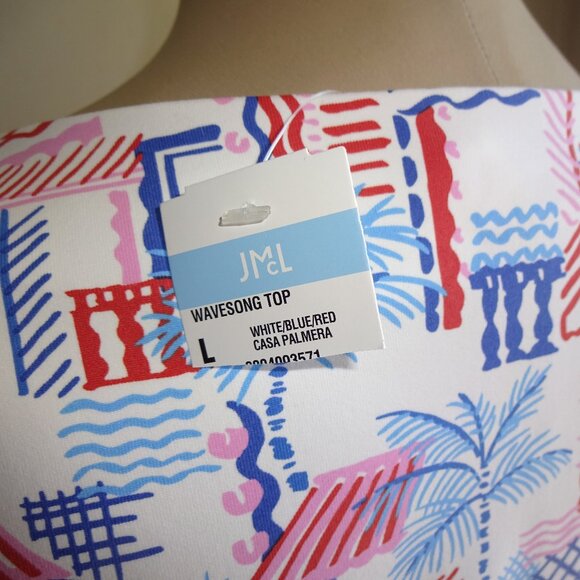 JMcL
WAVESONG TOP
WHITE/BLUE/RED
CASA PALMERA
L